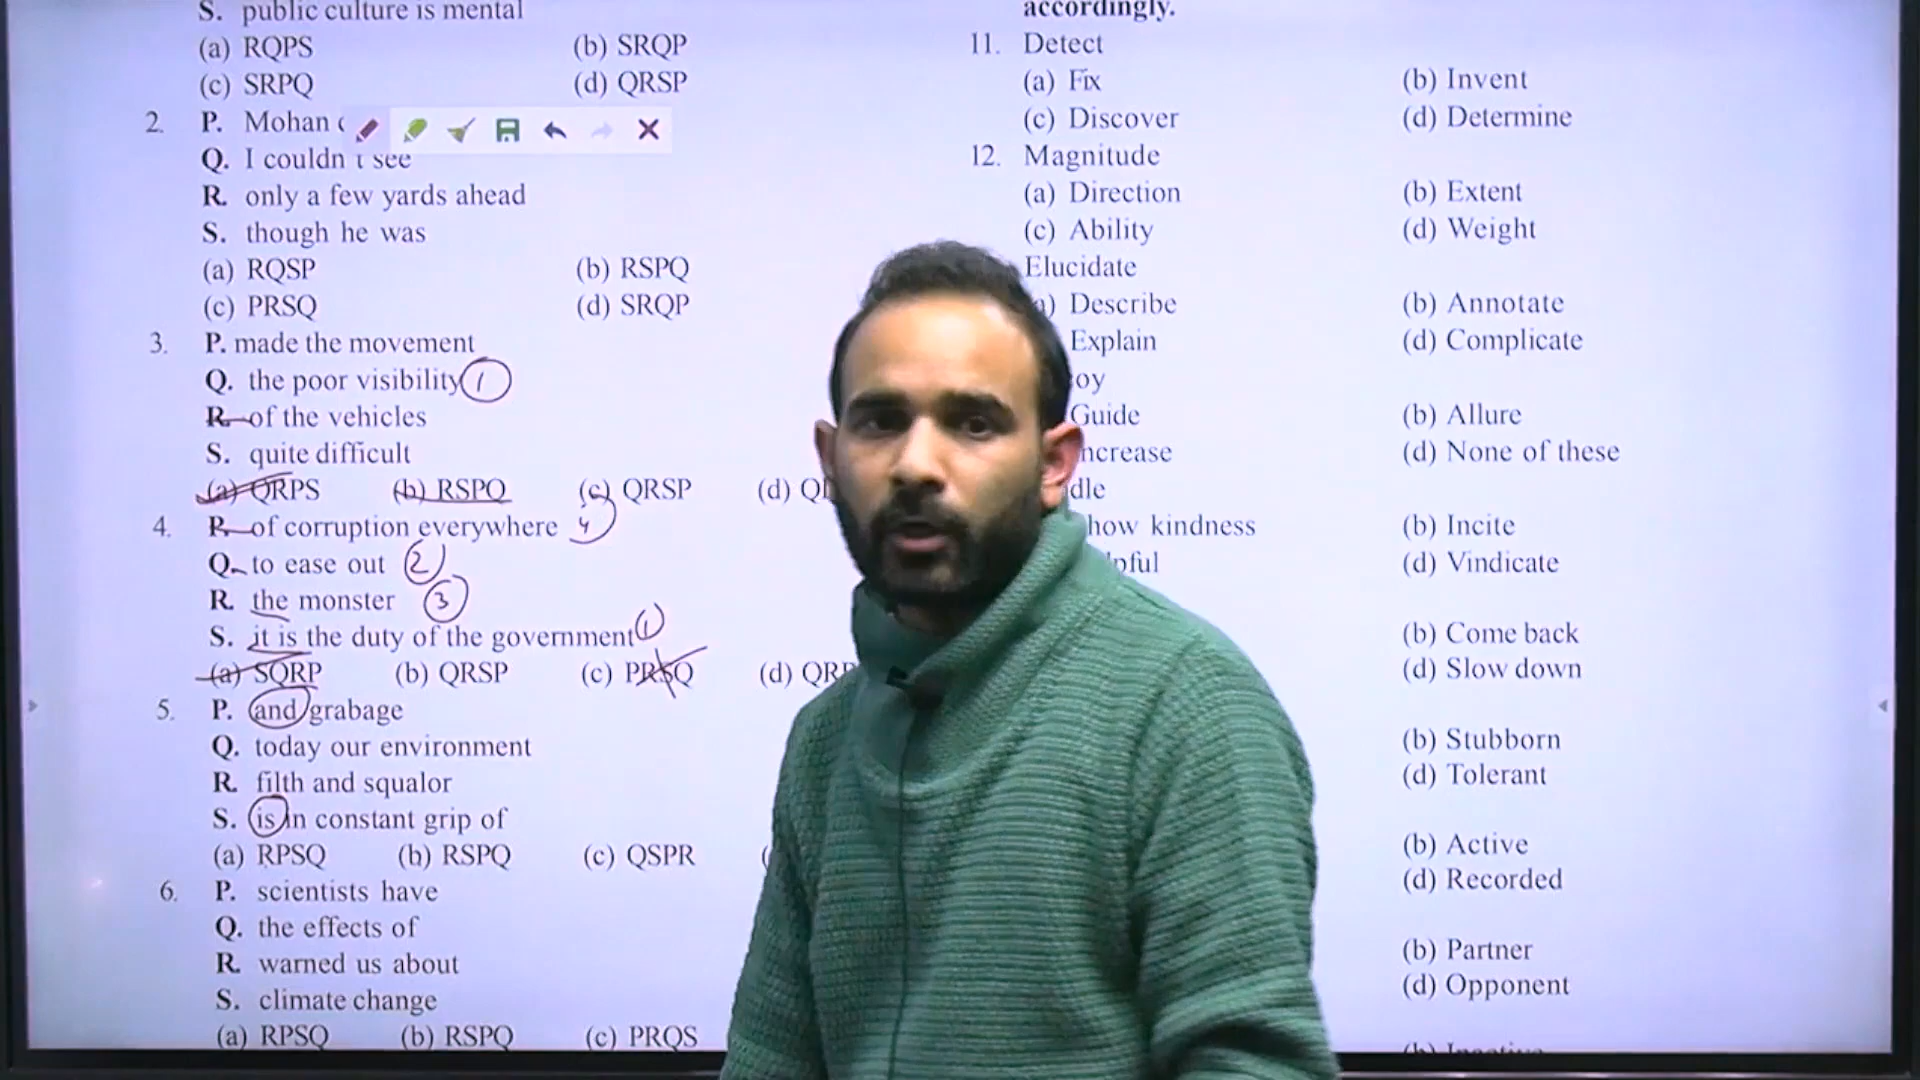 S. public culture is mental
(a) RQPS (b) SRQP
(c) SRPQ (d) QRSP
2. P. Mohan
Q. I couldn't see
R. only a few yards ahead
S. though he was
(a) RQSP (b) RSPQ
(c) PRSQ (d) SRQP
3. P. made the movement
Q. the poor visibility 1
R. of the vehicles
S. quite difficult
(a) QRPS (b) RSPQ (c) QRSP (d)
4. P. of corruption everywhere 4
Q. to ease out 2
R. the monster 3
S. it is the duty of the government 1
(a) SQRP (b) QRSP (c) PRSQ (d)
5. P. and grabage
Q. today our environment
R. filth and squalor
S. is in constant grip of
(a) RPSQ (b) RSPQ (c) QSPR
6. P. scientists have
Q. the effects of
R. warned us about
S. climate change
(a) RPSQ (b) RSPQ (c) PRQS
accordingly.
11. Detect
(a) Fix (b) Invent
(c) Discover (d) Determine
12. Magnitude
(a) Direction (b) Extent
(c) Ability (d) Weight
Elucidate
Describe (b) Annotate
Explain (d) Complicate
Guide (b) Allure
(d) None of these
kindness (b) Incite
(d) Vindicate
(b) Come back
(d) Slow down
(b) Stubborn
(d) Tolerant
(b) Active
(d) Recorded
(b) Partner
(d) Opponent